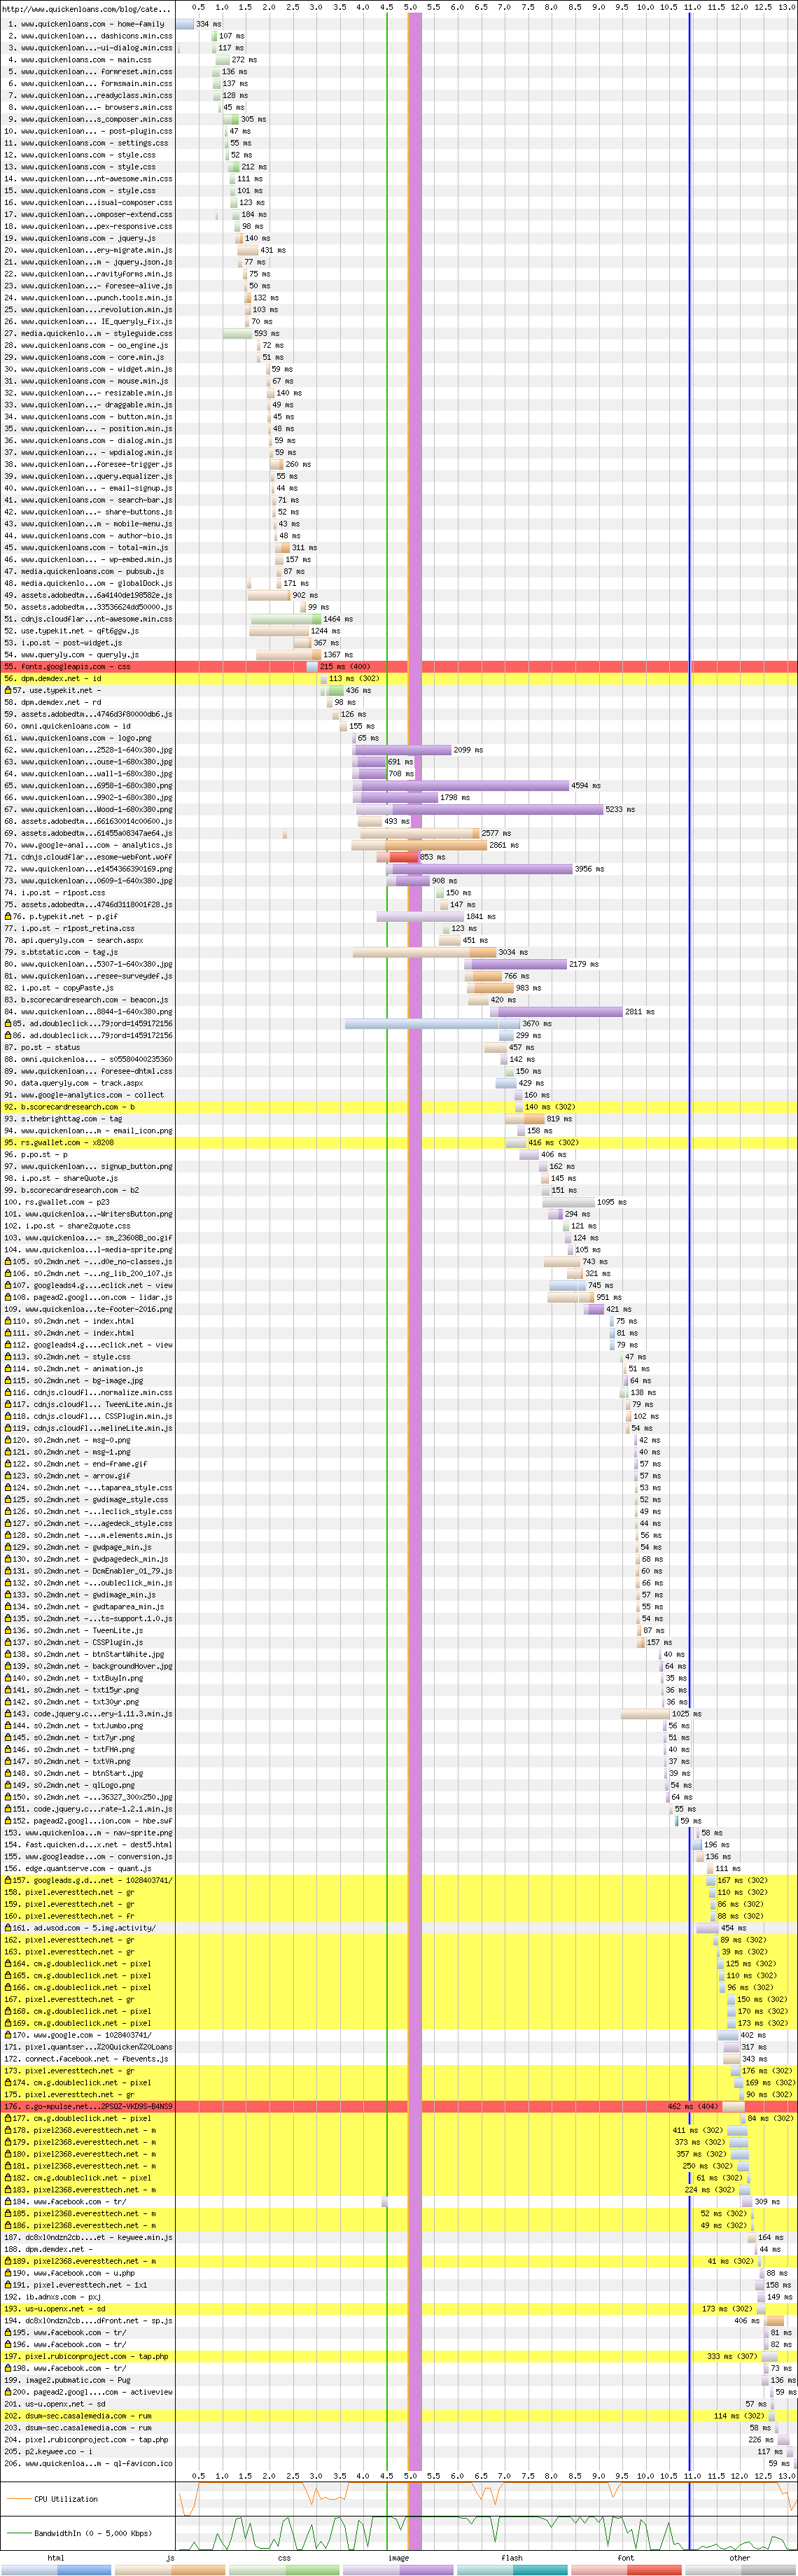 http://www.quickenloans.com/blog/cate...
0.5 1.0 1.5 2.0 2.5 3.0 3.5 4.0 4.5 5.0 5.5 6.0 6.5 7.0 7.5 8.0 8.5 9.0 9.5 10.0 10.5 11.0 11.5 12.0 12.5 13.0
1. www.quickenloans.com - home-family 334 ms
2. www.quickenloan... dashicons.min.css 107 ms
3. www.quickenloan...-ui-dialog.min.css 117 ms
4. www.quickenloans.com - main.css 272 ms
5. www.quickenloan... formreset.min.css 136 ms
6. www.quickenloan... formsmain.min.css 137 ms
7. www.quickenloan...readyclass.min.css 128 ms
8. www.quickenloan...- browsers.min.css 45 ms
9. www.quickenloan...s_composer.min.css 305 ms
10. www.quickenloan... - post-plugin.css 47 ms
11. www.quickenloans.com - settings.css 55 ms
12. www.quickenloans.com - style.css 52 ms
13. www.quickenloans.com - style.css 212 ms
14. www.quickenloan...nt-awesome.min.css 111 ms
15. www.quickenloans.com - style.css 101 ms
16. www.quickenloan...isual-composer.css 123 ms
17. www.quickenloan...omposer-extend.css 184 ms
18. www.quickenloan...pex-responsive.css 98 ms
19. www.quickenloans.com - jquery.js 140 ms
20. www.quickenloan...ery-migrate.min.js 431 ms
21. www.quickenloan...m - jquery.json.js 77 ms
22. www.quickenloan...ravityforms.min.js 75 ms
23. www.quickenloan...- foresee-alive.js 50 ms
24. www.quickenloan...punch.tools.min.js 132 ms
25. www.quickenloan....revolution.min.js 103 ms
26. www.quickenloan... IE_queryly_fix.js 70 ms
27. media.quickenlo...m - styleguide.css 593 ms
28. www.quickenloans.com - oo_engine.js 72 ms
29. www.quickenloans.com - core.min.js 51 ms
30. www.quickenloans.com - widget.min.js 59 ms
31. www.quickenloans.com - mouse.min.js 67 ms
32. www.quickenloan...- resizable.min.js 140 ms
33. www.quickenloan...- draggable.min.js 49 ms
34. www.quickenloans.com - button.min.js 45 ms
35. www.quickenloan... - position.min.js 48 ms
36. www.quickenloans.com - dialog.min.js 59 ms
37. www.quickenloan... - wpdialog.min.js 59 ms
38. www.quickenloan...foresee-trigger.js 260 ms
39. www.quickenloan...query.equalizer.js 55 ms
40. www.quickenloan... - email-signup.js 44 ms
41. www.quickenloans.com - search-bar.js 71 ms
42. www.quickenloan...- share-buttons.js 52 ms
43. www.quickenloan...m - mobile-menu.js 43 ms
44. www.quickenloans.com - author-bio.js 48 ms
45. www.quickenloans.com - total-min.js 311 ms
46. www.quickenloan... - wp-embed.min.js 157 ms
47. media.quickenloans.com - pubsub.js 87 ms
48. media.quickenlo...om - globalDock.js 171 ms
49. assets.adobedtm...6a4140de198582e.js 902 ms
50. assets.adobedtm...33536624dd50000.js 99 ms
51. cdnjs.cloudflar...nt-awesome.min.css 1464 ms
52. use.typekit.net - qft6ggw.js 1244 ms
53. i.po.st - post-widget.js 367 ms
54. www.queryly.com - queryly.js 1367 ms
55. fonts.googleapis.com - css 215 ms (400)
56. dpm.demdex.net - id 113 ms (302)
57. use.typekit.net - 436 ms
58. dpm.demdex.net - rd 98 ms
59. assets.adobedtm...4746d3f80000db6.js 126 ms
60. omni.quickenloans.com - id 155 ms
61. www.quickenloans.com - logo.png 65 ms
62. www.quickenloan...2528-1-640x380.jpg 2099 ms
63. www.quickenloan...ouse-1-680x380.jpg 691 ms
64. www.quickenloan...wall-1-680x380.jpg 708 ms
65. www.quickenloan...6958-1-680x380.jpg 4594 ms
66. www.quickenloan...9902-1-680x380.jpg 1798 ms
67. www.quickenloan...Wood-1-680x380.jpg 5233 ms
68. assets.adobedtm...661630014c00600.js 493 ms
69. assets.adobedtm...61455a08347ae64.js 2577 ms
70. www.google-anal...com - analytics.js 2861 ms
71. cdnjs.cloudflar...esome-webfont.woff 853 ms
72. www.quickenloan...e1454366390169.png 3956 ms
73. www.quickenloan...0609-1-640x380.jpg 908 ms
74. i.po.st - r1post.css 150 ms
75. assets.adobedtm...4746d3118001f28.js 147 ms
76. p.typekit.net - p.gif 1841 ms
77. i.po.st - r1post_retina.css 123 ms
78. api.queryly.com - search.aspx 451 ms
79. s.btstatic.com - tag.js 3034 ms
80. www.quickenloan...5307-1-640x380.jpg 2179 ms
81. www.quickenloan...resee-surveydef.js 766 ms
82. i.po.st - copyPaste.js 983 ms
83. b.scorecardresearch.com - beacon.js 420 ms
84. www.quickenloan...8844-1-640x380.png 2811 ms
85. ad.doubleclick...79;ord=1459172156 3670 ms
86. ad.doubleclick...79;ord=1459172156 299 ms
87. po.st - status 457 ms
88. omni.quickenloa... - s05580400235360 142 ms
89. www.quickenloan... foresee-dhtml.css 150 ms
90. data.queryly.com - track.aspx 429 ms
91. www.google-analytics.com - collect 160 ms
92. b.scorecardresearch.com - b 140 ms (302)
93. s.thebrighttag.com - tag 819 ms
94. www.quickenloan...m - email_icon.png 158 ms
95. rs.gwallet.com - x8208 416 ms (302)
96. p.po.st - p 406 ms
97. www.quickenloan... signup_button.png 162 ms
98. i.po.st - shareQuote.js 145 ms
99. b.scorecardresearch.com - b2 151 ms
100. rs.gwallet.com - p23 1095 ms
101. www.quickenloa...-WritersButton.png 294 ms
102. i.po.st - share2quote.css 121 ms
103. www.quickenloa... - sm_23608B_oo.gif 124 ms
104. www.quickenloa...l-media-sprite.png 105 ms
105. s0.2mdn.net -...d0e_no-classes.js 743 ms
106. s0.2mdn.net -...ng_lib_200_107.js 321 ms
107. googleads4.g....eclick.net - view 745 ms
108. pagead2.googl...on.com - lidar.js 951 ms
109. www.quickenloa...te-footer-2016.png 421 ms
110. s0.2mdn.net - index.html 75 ms
111. s0.2mdn.net - index.html 81 ms
112. googleads4.g....eclick.net - view 79 ms
113. s0.2mdn.net - style.css 47 ms
114. s0.2mdn.net - animation.js 51 ms
115. s0.2mdn.net - bg-image.jpg 64 ms
116. cdnjs.cloudfl...normalize.min.css 138 ms
117. cdnjs.cloudfl... TweenLite.min.js 79 ms
118. cdnjs.cloudfl... CSSPlugin.min.js 102 ms
119. cdnjs.cloudfl...melineLite.min.js 54 ms
120. s0.2mdn.net - msg-0.png 42 ms
121. s0.2mdn.net - msg-1.png 40 ms
122. s0.2mdn.net - end-frame.gif 57 ms
123. s0.2mdn.net - arrow.gif 57 ms
124. s0.2mdn.net -...taparea_style.css 53 ms
125. s0.2mdn.net - gwdimage_style.css 52 ms
126. s0.2mdn.net -...leclick_style.css 49 ms
127. s0.2mdn.net -...agedeck_style.css 44 ms
128. s0.2mdn.net -...m.elements.min.js 56 ms
129. s0.2mdn.net - gwdpage_min.js 54 ms
130. s0.2mdn.net - gwdpagedeck_min.js 68 ms
131. s0.2mdn.net - DcmEnabler_01_79.js 60 ms
132. s0.2mdn.net -...oubleclick_min.js 66 ms
133. s0.2mdn.net - gwdimage_min.js 57 ms
134. s0.2mdn.net - gwdtaparea_min.js 55 ms
135. s0.2mdn.net -...ts-support.1.0.js 54 ms
136. s0.2mdn.net - TweenLite.js 87 ms
137. s0.2mdn.net - CSSPlugin.js 157 ms
138. s0.2mdn.net - btnStartWhite.jpg 40 ms
139. s0.2mdn.net - backgroundHover.jpg 64 ms
140. s0.2mdn.net - txtBuyIn.png 35 ms
141. s0.2mdn.net - txt15yr.png 36 ms
142. s0.2mdn.net - txt30yr.png 36 ms
143. code.jquery.c...ery-1.11.3.min.js 1025 ms
144. s0.2mdn.net - txtJumbo.png 56 ms
145. s0.2mdn.net - txt7yr.png 51 ms
146. s0.2mdn.net - txtFHA.png 40 ms
147. s0.2mdn.net - txtVA.png 37 ms
148. s0.2mdn.net - btnStart.jpg 39 ms
149. s0.2mdn.net - qlLogo.png 54 ms
150. s0.2mdn.net -...36327_300x250.jpg 64 ms
151. code.jquery.c...rate-1.2.1.min.js 55 ms
152. pagead2.googl...ion.com - hbe.swf 59 ms
153. www.quickenloa...m - nav-sprite.png 58 ms
154. fast.quicken.d...x.net - dest5.html 196 ms
155. www.googleadse...om - conversion.js 136 ms
156. edge.quantserve.com - quant.js 111 ms
157. googleads.g.d...net - 1028403741/ 167 ms (302)
158. pixel.everesttech.net - gr 110 ms (302)
159. pixel.everesttech.net - gr 86 ms (302)
160. pixel.everesttech.net - fr 88 ms (302)
161. ad.wsod.com - 5.img.activity/ 454 ms
162. pixel.everesttech.net - gr 89 ms (302)
163. pixel.everesttech.net - gr 39 ms (302)
164. cm.g.doubleclick.net - pixel 125 ms (302)
165. cm.g.doubleclick.net - pixel 110 ms (302)
166. cm.g.doubleclick.net - pixel 96 ms (302)
167. pixel.everesttech.net - gr 150 ms (302)
168. cm.g.doubleclick.net - pixel 170 ms (302)
169. cm.g.doubleclick.net - pixel 173 ms (302)
170. www.google.com - 1028403741/ 402 ms
171. pixel.quantser...%20Quicken%20Loans 317 ms
172. connect.facebook.net - fbevents.js 343 ms
173. pixel.everesttech.net - gr 176 ms (302)
174. cm.g.doubleclick.net - pixel 169 ms (302)
175. pixel.everesttech.net - gr 90 ms (302)
176. c.go-mpulse.net...2PSQZ-VKD9S-B4NS9 462 ms (404)
177. cm.g.doubleclick.net - pixel 84 ms (302)
178. pixel2368.everesttech.net - m 411 ms (302)
179. pixel2368.everesttech.net - m 373 ms (302)
180. pixel2368.everesttech.net - m 357 ms (302)
181. pixel2368.everesttech.net - m 250 ms (302)
182. cm.g.doubleclick.net - pixel 61 ms (302)
183. pixel2368.everesttech.net - m 224 ms (302)
184. www.facebook.com - tr/ 309 ms
185. pixel2368.everesttech.net - m 52 ms (302)
186. pixel2368.everesttech.net - m 49 ms (302)
187. dc8xl0ndzn2cb....et - keywee.min.js 164 ms
188. dpm.demdex.net - 44 ms
189. pixel2368.everesttech.net - m 41 ms (302)
190. www.facebook.com - u.php 88 ms
191. pixel.everesttech.net - 1x1 158 ms
192. ib.adnxs.com - pxj 149 ms
193. us-u.openx.net - sd 173 ms (302)
194. dc8xl0ndzn2cb....dfront.net - sp.js 406 ms
195. www.facebook.com - tr/ 81 ms
196. www.facebook.com - tr/ 82 ms
197. pixel.rubiconproject.com - tap.php 333 ms (307)
198. www.facebook.com - tr/ 73 ms
199. image2.pubmatic.com - Pug 136 ms
200. pagead2.googl....com - activeview 59 ms
201. us-u.openx.net - sd 57 ms
202. dsum-sec.casalemedia.com - rum 114 ms (302)
203. dsum-sec.casalemedia.com - rum 58 ms
204. pixel.rubiconproject.com - tap.php 226 ms
205. p2.keywee.co - i 117 ms
206. www.quickenloa...m - ql-favicon.ico 59 ms
0.5 1.0 1.5 2.0 2.5 3.0 3.5 4.0 4.5 5.0 5.5 6.0 6.5 7.0 7.5 8.0 8.5 9.0 9.5 10.0 10.5 11.0 11.5 12.0 12.5 13.0
CPU Utilization
BandwidthIn (0 - 5,000 Kbps)
html js css image flash font other